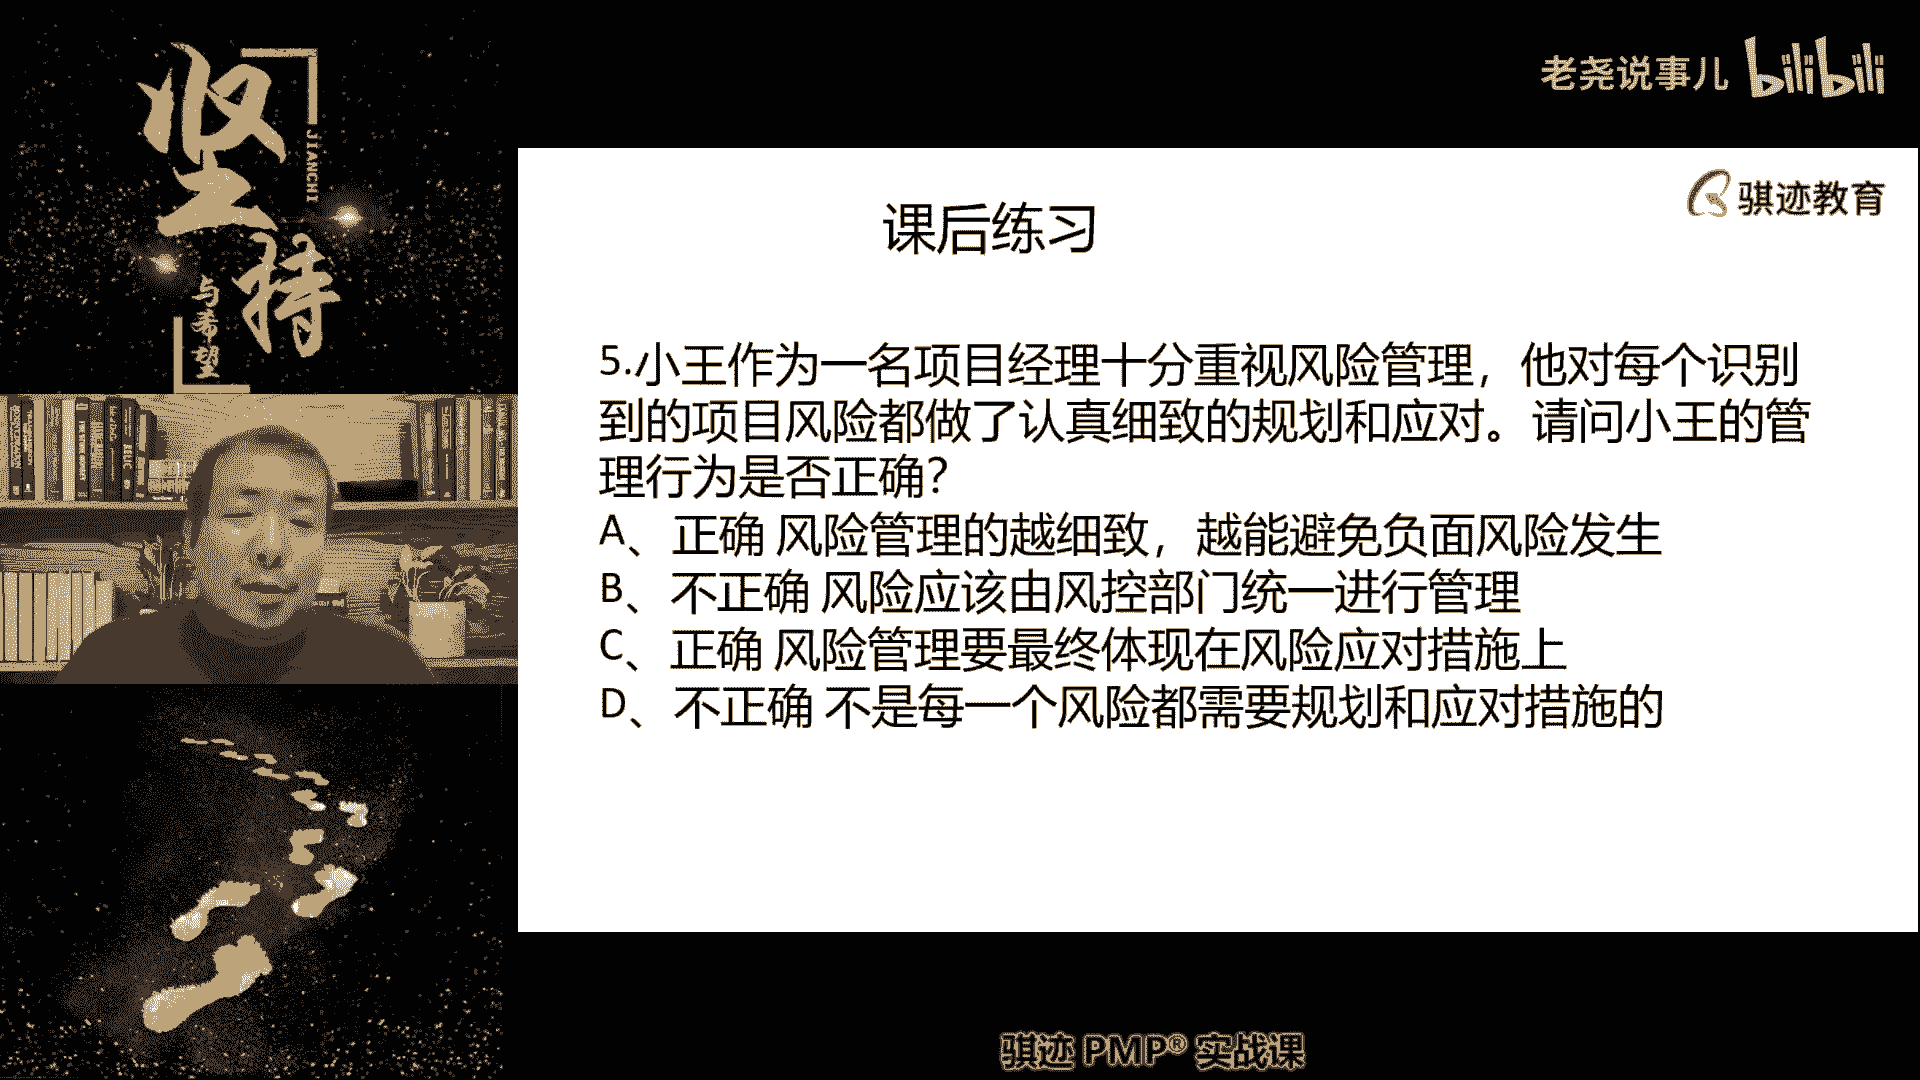 坚
持
JIANCHI
与希望
老尧说事儿 bilibili
骐迹教育
课后练习
5.小王作为一名项目经理十分重视风险管理，他对每个识别
到的项目风险都做了认真细致的规划和应对。请问小王的管
理行为是否正确？
A、正确 风险管理的越细致，越能避免负面风险发生
B、不正确 风险应该由风控部门统一进行管理
C、正确 风险管理要最终体现在风险应对措施上
D、不正确 不是每一个风险都需要规划和应对措施的
骐迹 PMP® 实战课